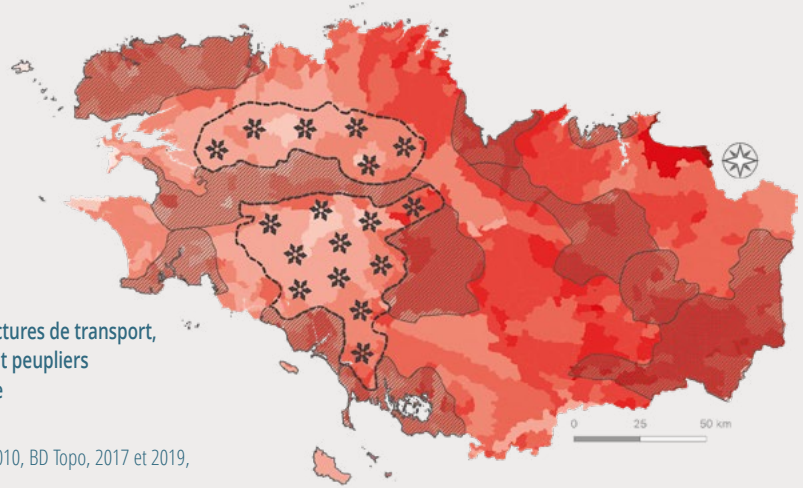 ctures de transport,
t peupliers
e
010, BD Topo, 2017 et 2019,
0 25 50 km